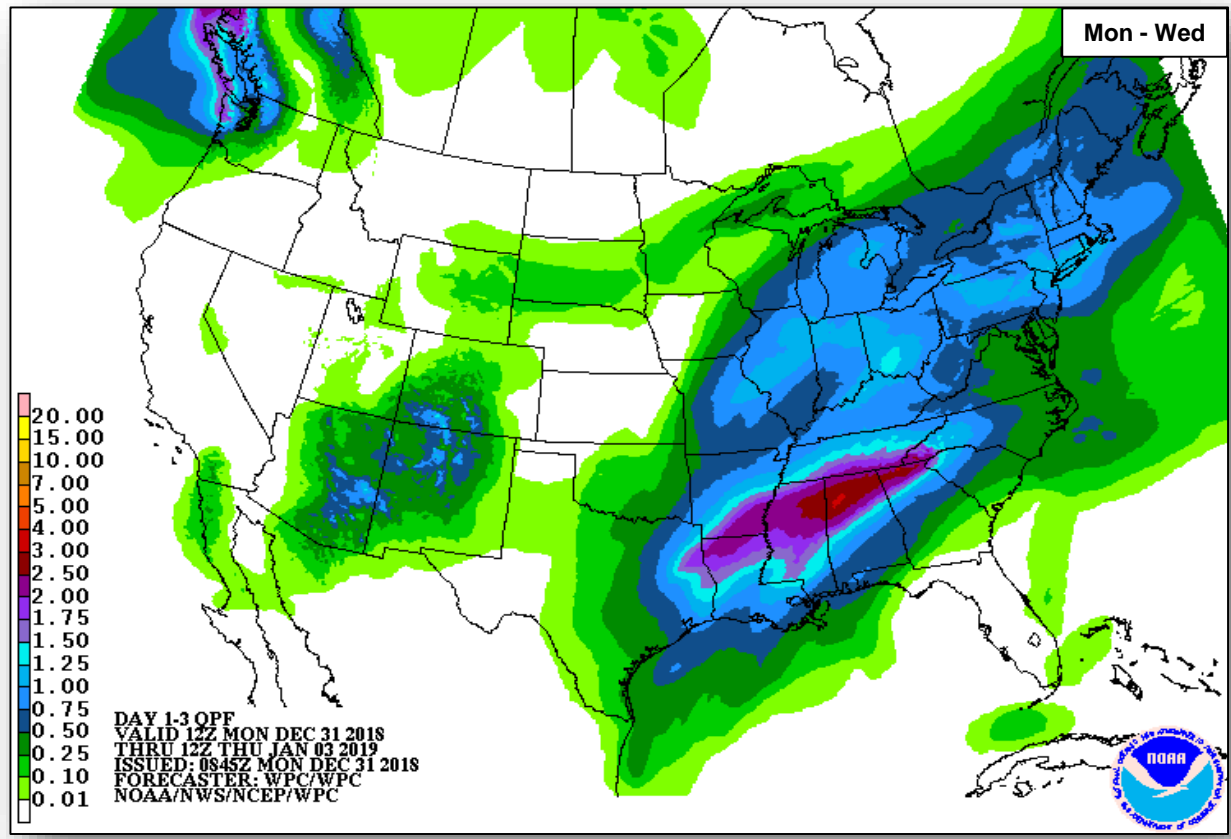 Mon - Wed
20.00
15.00
10.00
7.00
5.00
4.00
3.00
2.50
2.00
1.75
1.50
1.25
1.00
0.75
0.50
0.25
0.10
0.01
DAY 1-3 QPF
VALID 12Z MON DEC 31 2018
THRU 12Z THU JAN 03 2019
ISSUED: 0845Z MON DEC 31 2018
FORECASTER: WPC/WPC
NOAA/NWS/NCEP/WPC
NOAA